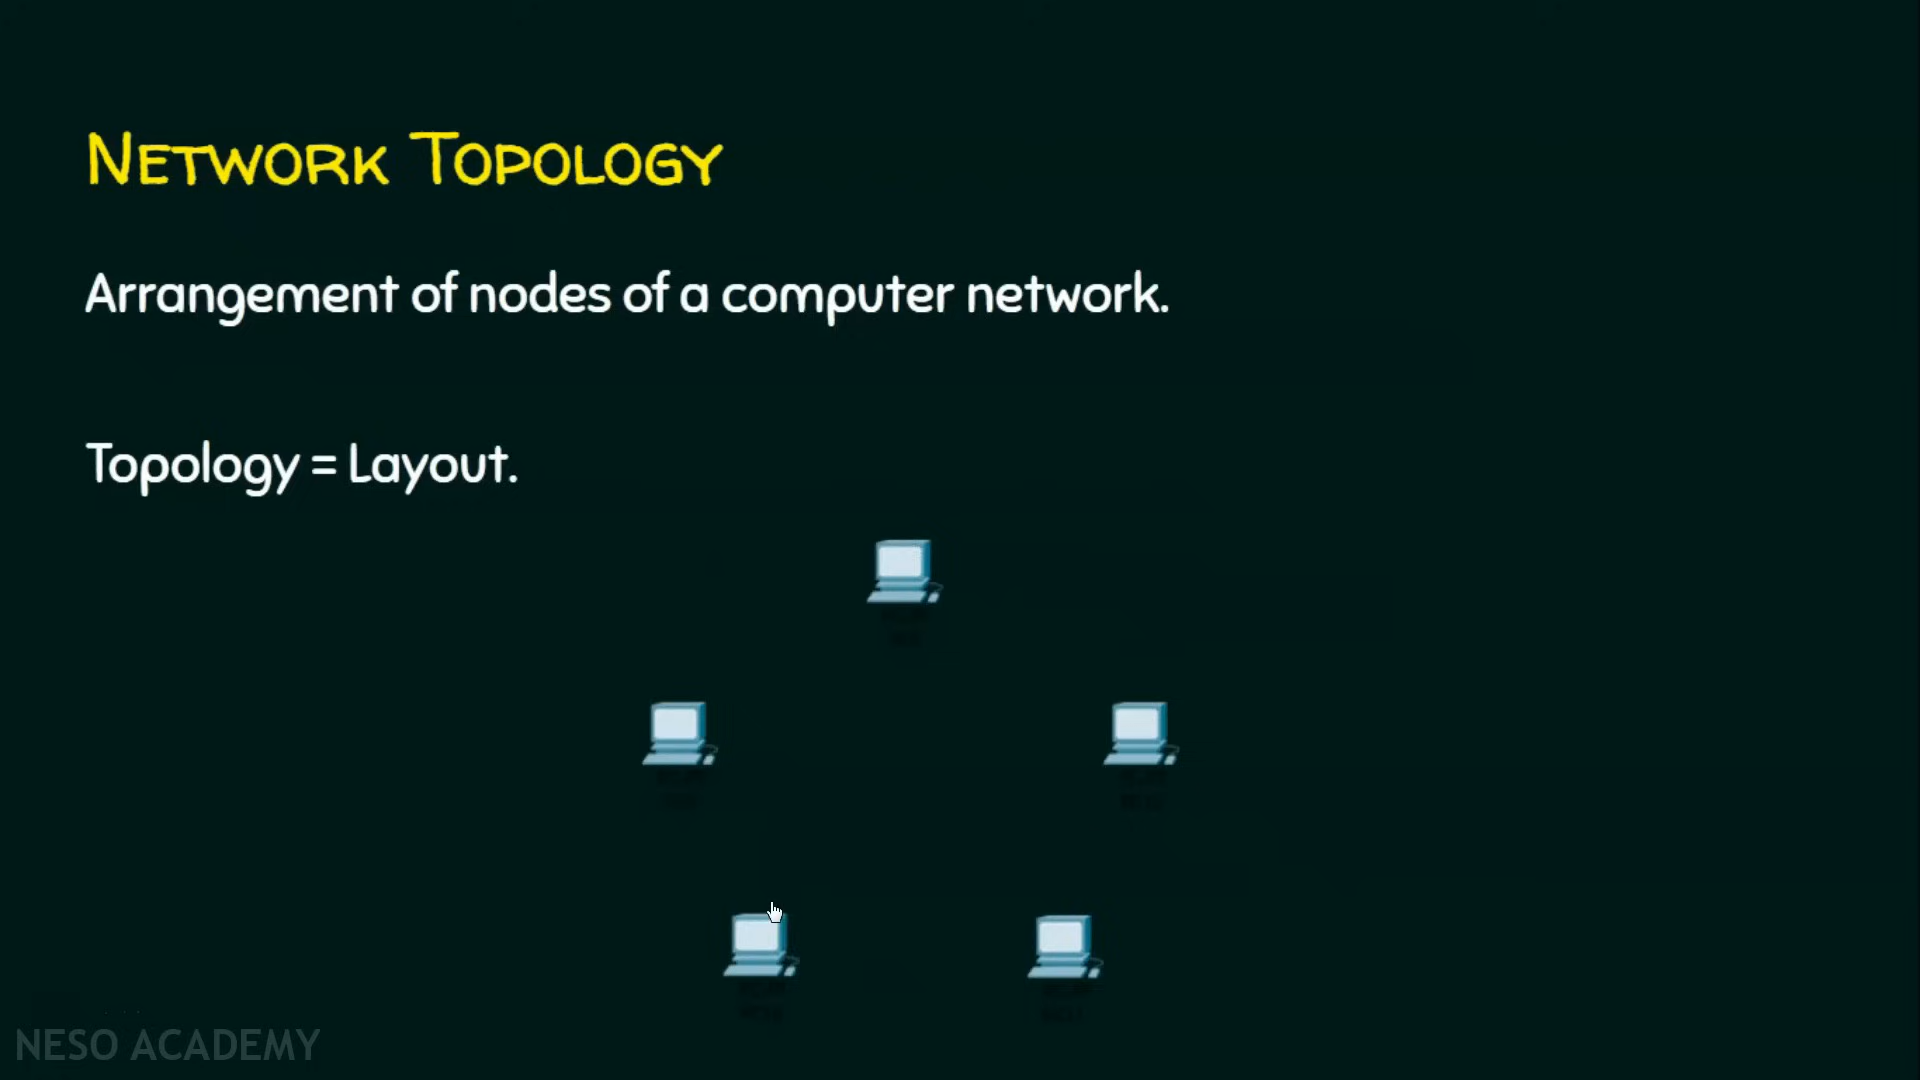 NETWORK TOPOLOGY
Arrangement of nodes of a computer network.
Topology = Layout.
NESO ACADEMY